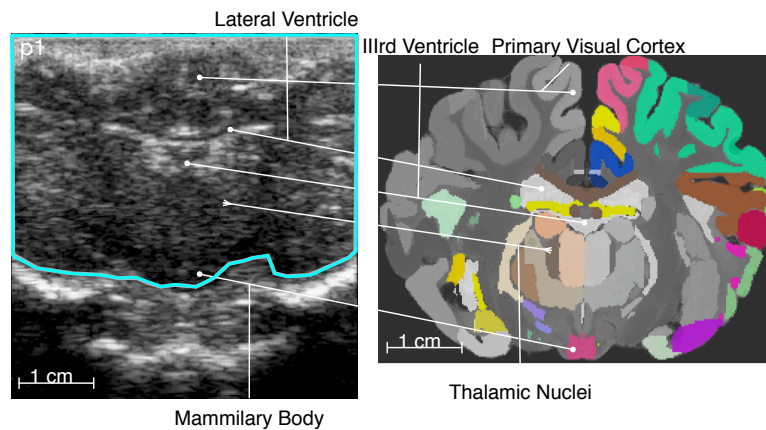 Lateral Ventricle
p1
IIIrd Ventricle
Primary Visual Cortex
1 cm
1 cm
Thalamic Nuclei
Mammilary Body